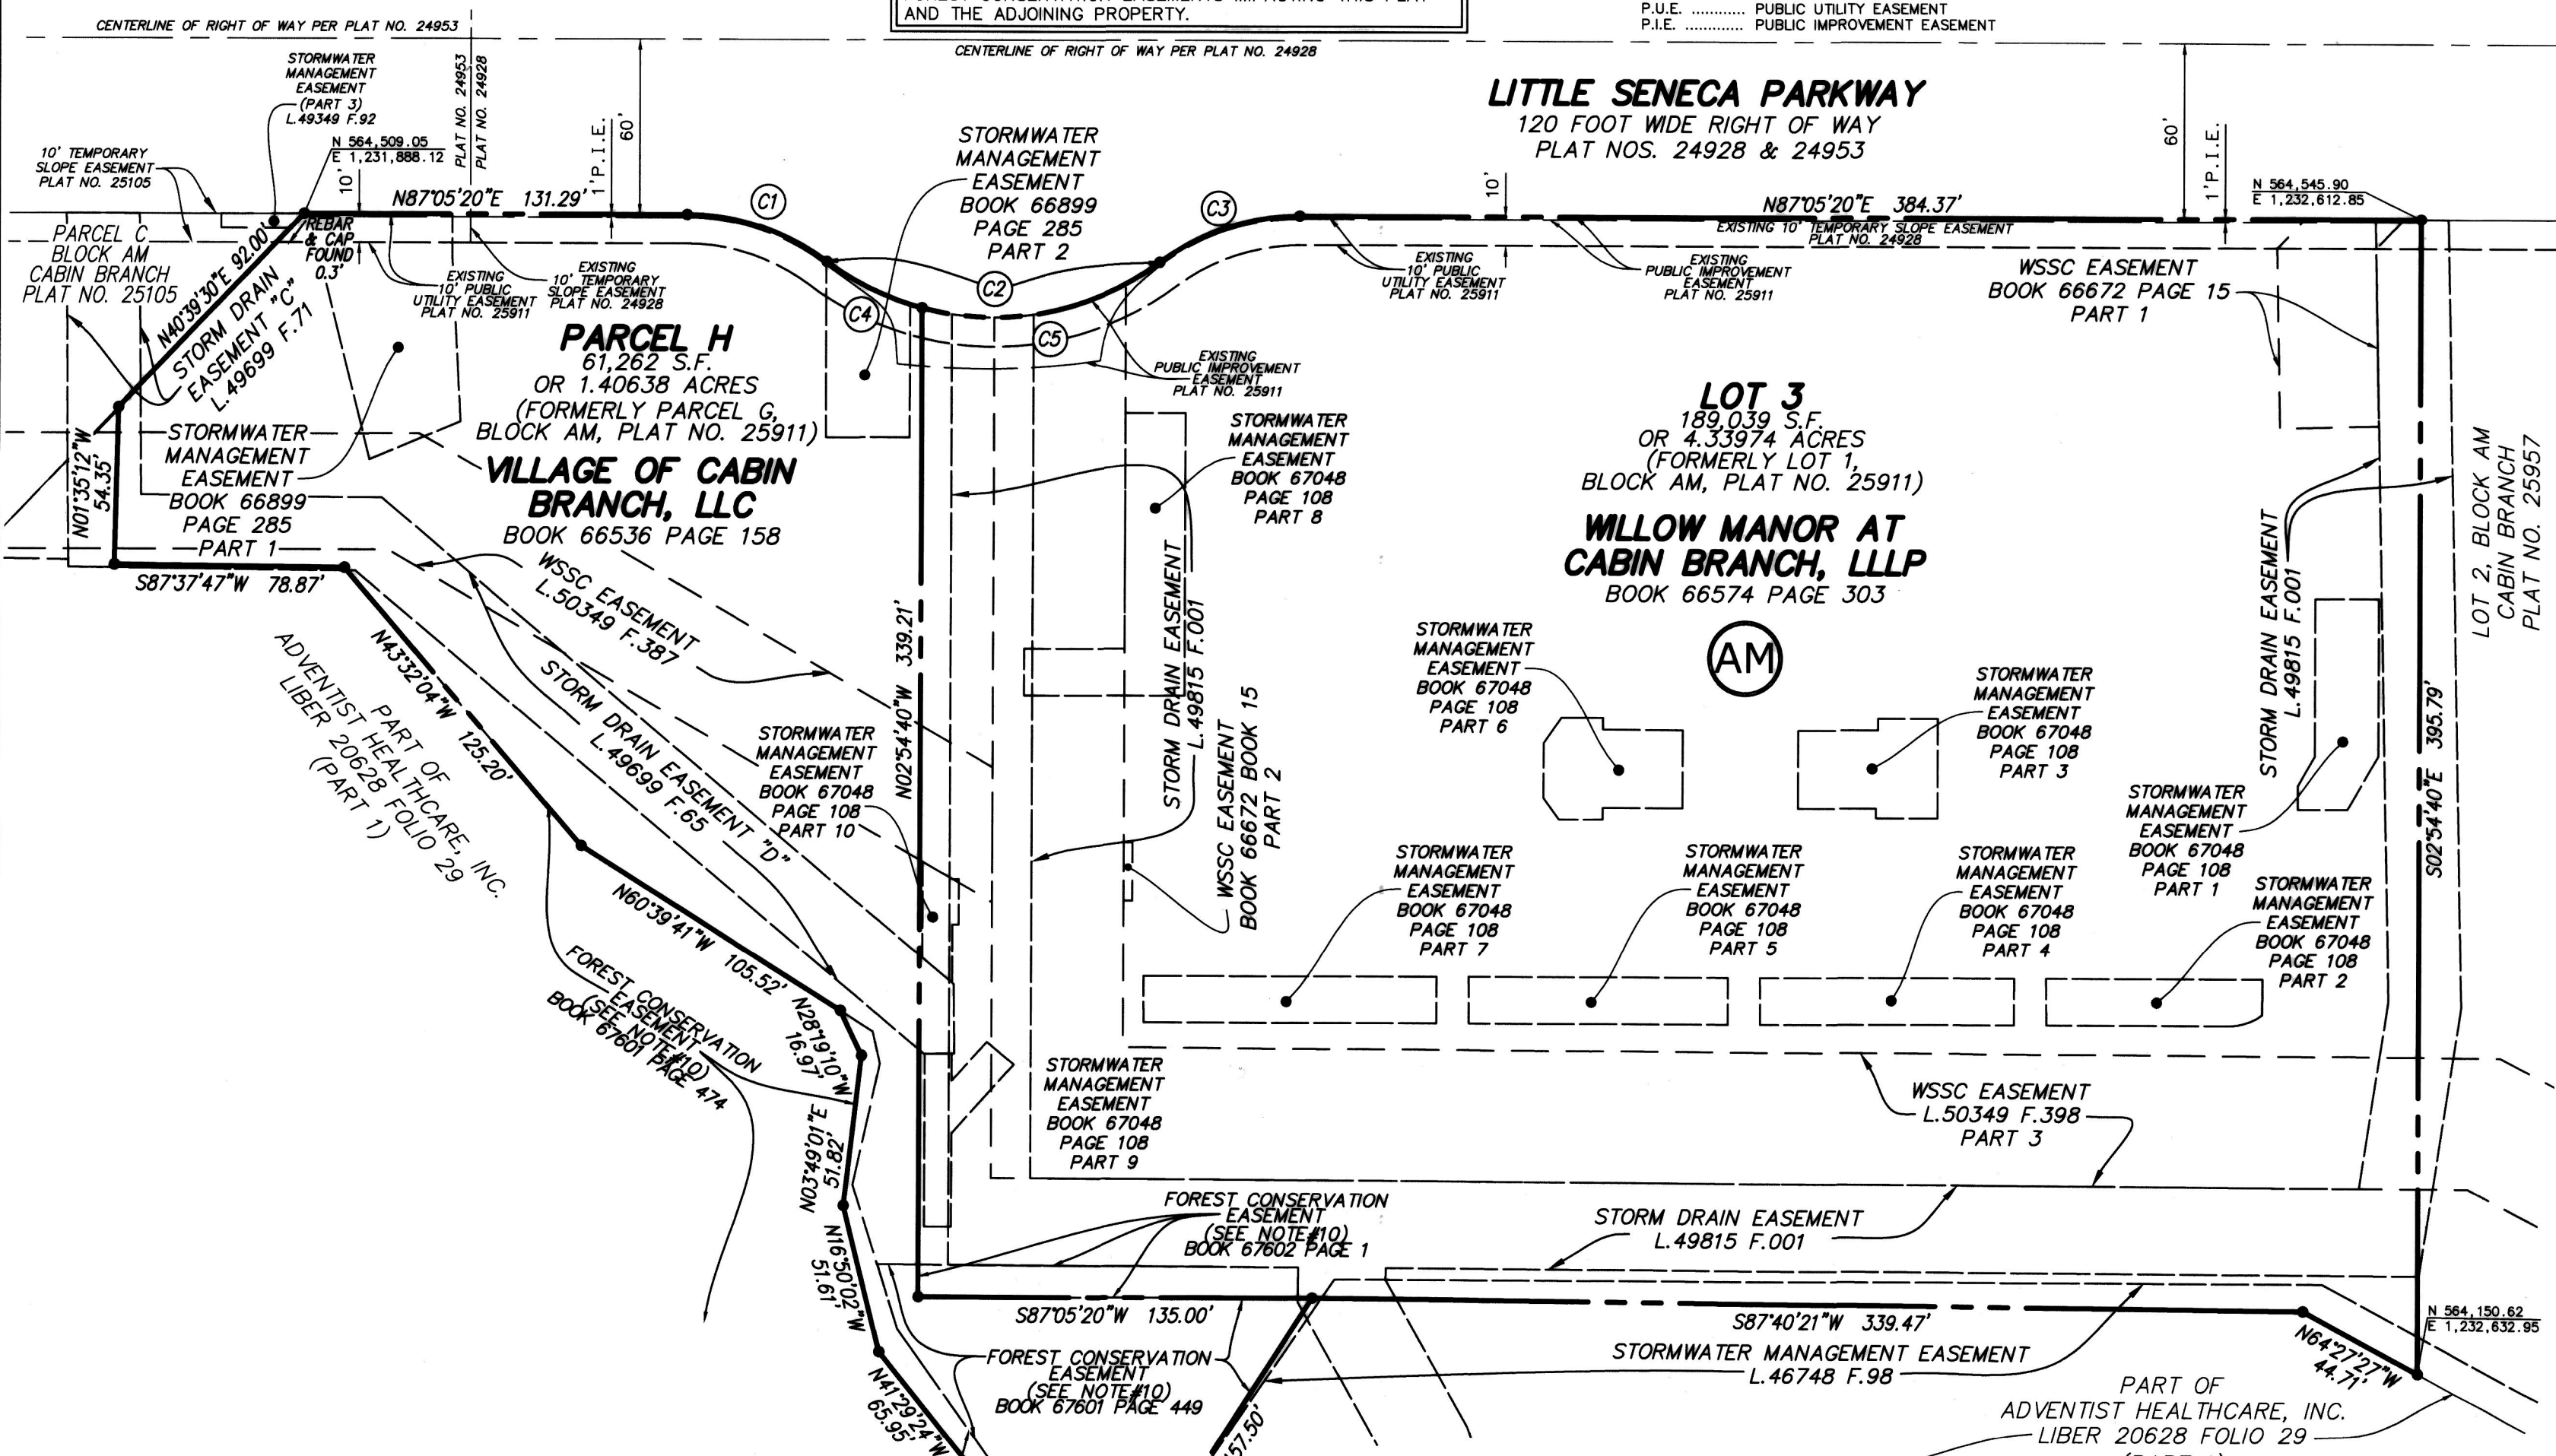 CENTERLINE OF RIGHT OF WAY PER PLAT NO. 24953
AND THE ADJOINING PROPERTY.
P.U.E. ............ PUBLIC UTILITY EASEMENT
P.I.E. ............. PUBLIC IMPROVEMENT EASEMENT
CENTERLINE OF RIGHT OF WAY PER PLAT NO. 24928
STORMWATER
MANAGEMENT
EASEMENT
(PART 3)
L.49349 F.92
PLAT NO. 24953
PLAT NO. 24928
N 564,509.05
E 1,231,888.12
10' TEMPORARY
SLOPE EASEMENT
PLAT NO. 25105
10'
1'P.I.E.
60'
LITTLE SENECA PARKWAY
120 FOOT WIDE RIGHT OF WAY
PLAT NOS. 24928 & 24953
60'
1'P.I.E.
N 564,545.90
E 1,232,612.85
STORMWATER
MANAGEMENT
EASEMENT
BOOK 66899
PAGE 285
PART 2
N87°05'20"E 131.29'
C1
C3
10'
N87°05'20"E 384.37'
EXISTING 10' TEMPORARY SLOPE EASEMENT
PLAT NO. 24928
REBAR
& CAP
FOUND
0.3'
PARCEL C
BLOCK AM
CABIN BRANCH
PLAT NO. 25105
N40°39'30"E 92.00'
STORM DRAIN
EASEMENT "C"
L.49699 F.71
EXISTING
10' PUBLIC
UTILITY EASEMENT
PLAT NO. 25911
EXISTING
10' TEMPORARY
SLOPE EASEMENT
PLAT NO. 24928
C2
C4
C5
EXISTING
10' PUBLIC
UTILITY EASEMENT
PLAT NO. 25911
EXISTING
PUBLIC IMPROVEMENT
EASEMENT
PLAT NO. 25911
WSSC EASEMENT
BOOK 66672 PAGE 15
PART 1
EXISTING
PUBLIC IMPROVEMENT
EASEMENT
PLAT NO. 25911
PARCEL H
61,262 S.F.
OR 1.40638 ACRES
(FORMERLY PARCEL G,
BLOCK AM, PLAT NO. 25911)
VILLAGE OF CABIN
BRANCH, LLC
BOOK 66536 PAGE 158
LOT 3
189,039 S.F.
OR 4.33974 ACRES
(FORMERLY LOT 1,
BLOCK AM, PLAT NO. 25911)
WILLOW MANOR AT
CABIN BRANCH, LLLP
BOOK 66574 PAGE 303
AM
STORMWATER
MANAGEMENT
EASEMENT
BOOK 66899
PAGE 285
PART 1
N01°35'12"W
54.35'
S87°37'47"W 78.87'
STORMWATER
MANAGEMENT
EASEMENT
BOOK 67048
PAGE 108
PART 8
LOT 2, BLOCK AM
CABIN BRANCH
PLAT NO. 25957
STORM DRAIN EASEMENT
L.49815 F.001
S02°54'40"E 395.79'
WSSC EASEMENT
L.50349 F.387
STORM DRAIN EASEMENT "D"
L.49699 F.65
N43°32'04"W 125.20'
PART OF
ADVENTIST HEALTHCARE, INC.
LIBER 20628 FOLIO 29
(PART 1)
N02°54'40"W 339.21'
STORM DRAIN EASEMENT
L.49815 F.001
WSSC EASEMENT
BOOK 66672 BOOK 15
PART 2
STORMWATER
MANAGEMENT
EASEMENT
BOOK 67048
PAGE 108
PART 10
STORMWATER
MANAGEMENT
EASEMENT
BOOK 67048
PAGE 108
PART 6
STORMWATER
MANAGEMENT
EASEMENT
BOOK 67048
PAGE 108
PART 3
STORMWATER
MANAGEMENT
EASEMENT
BOOK 67048
PAGE 108
PART 1
STORMWATER
MANAGEMENT
EASEMENT
BOOK 67048
PAGE 108
PART 7
STORMWATER
MANAGEMENT
EASEMENT
BOOK 67048
PAGE 108
PART 5
STORMWATER
MANAGEMENT
EASEMENT
BOOK 67048
PAGE 108
PART 4
STORMWATER
MANAGEMENT
EASEMENT
BOOK 67048
PAGE 108
PART 2
N60°39'41"W 105.52'
FOREST CONSERVATION
EASEMENT
(SEE NOTE#10)
BOOK 67601 PAGE 474
N28°19'10"W
16.97'
N03°49'01"E
51.82'
N16°50'02"W
51.61'
N41°29'24"W
65.95'
STORMWATER
MANAGEMENT
EASEMENT
BOOK 67048
PAGE 108
PART 9
WSSC EASEMENT
L.50349 F.398
PART 3
FOREST CONSERVATION
EASEMENT
(SEE NOTE#10)
BOOK 67602 PAGE 1
STORM DRAIN EASEMENT
L.49815 F.001
S87°05'20"W 135.00'
S87°40'21"W 339.47'
N 564,150.62
E 1,232,632.95
N64°27'27"W
44.71'
FOREST CONSERVATION
EASEMENT
(SEE NOTE#10)
BOOK 67601 PAGE 449
STORMWATER MANAGEMENT EASEMENT
L.46748 F.98
57.50'
PART OF
ADVENTIST HEALTHCARE, INC.
LIBER 20628 FOLIO 29